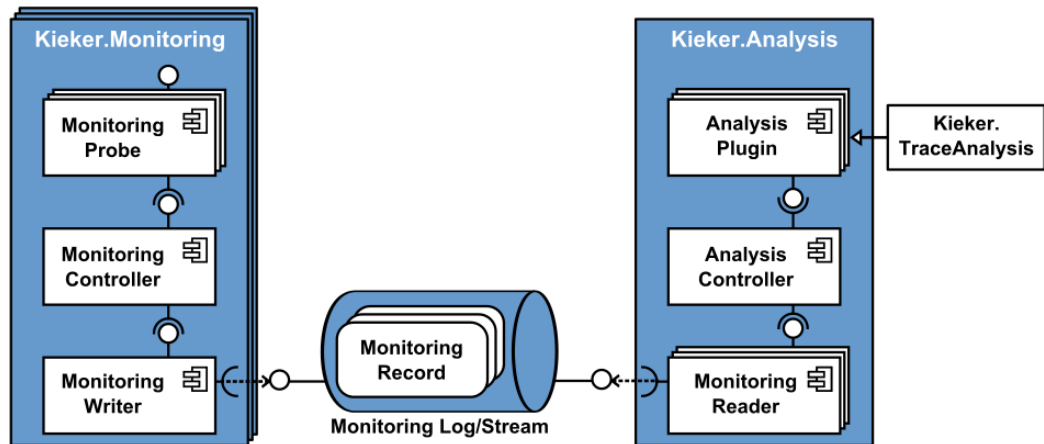 Kieker.Monitoring
Monitoring
Probe
Monitoring
Controller
Monitoring
Writer
Monitoring
Record
Monitoring Log/Stream
Kieker.Analysis
Analysis
Plugin
Kieker.
TraceAnalysis
Analysis
Controller
Monitoring
Reader